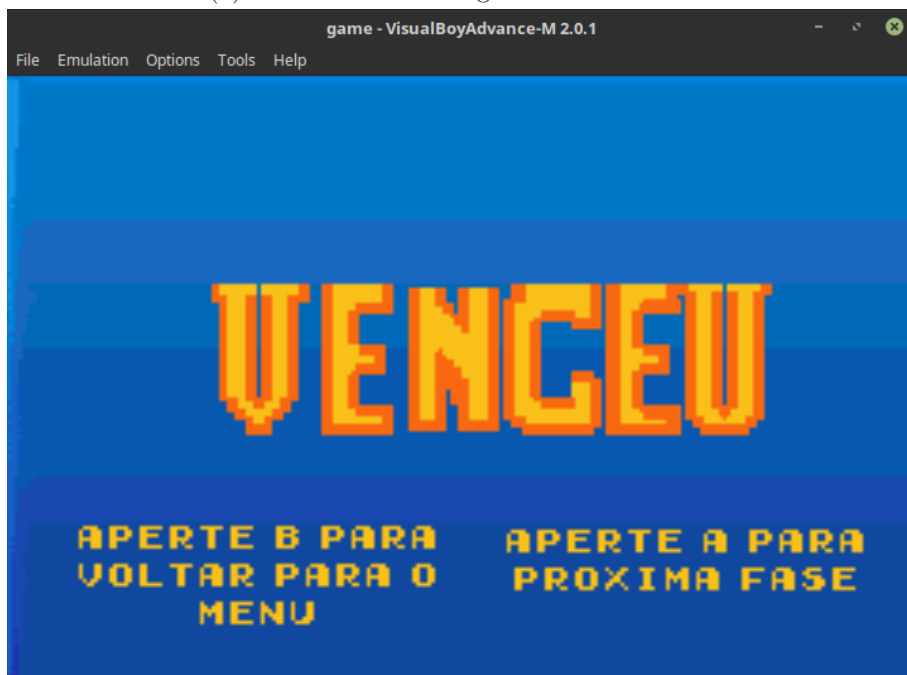 game - VisualBoyAdvance-M 2.0.1
File Emulation Options Tools Help
VENCEU
APERTE B PARA
VOLTAR PARA O
MENU
APERTE A PARA
PROXIMA FASE